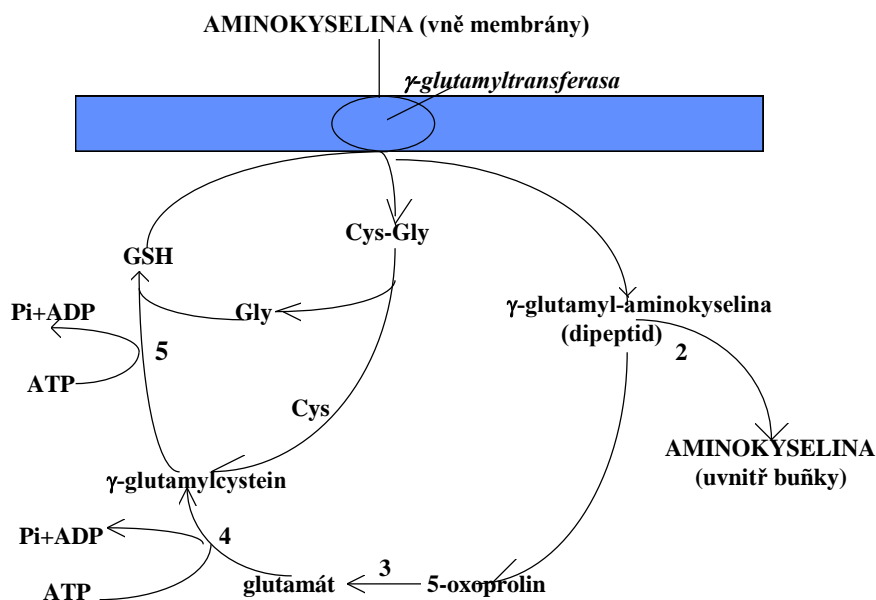 AMINOKYSELINA (vně membrány)
γ-glutamyltransferasa
Cys-Gly
GSH
Pi+ADP
Gly
γ-glutamyl-aminokyselina
(dipeptid)
5
2
ATP
Cys
AMINOKYSELINA
(uvnitř buňky)
γ-glutamylcystein
Pi+ADP
4
3
glutamát
5-oxoprolin
ATP